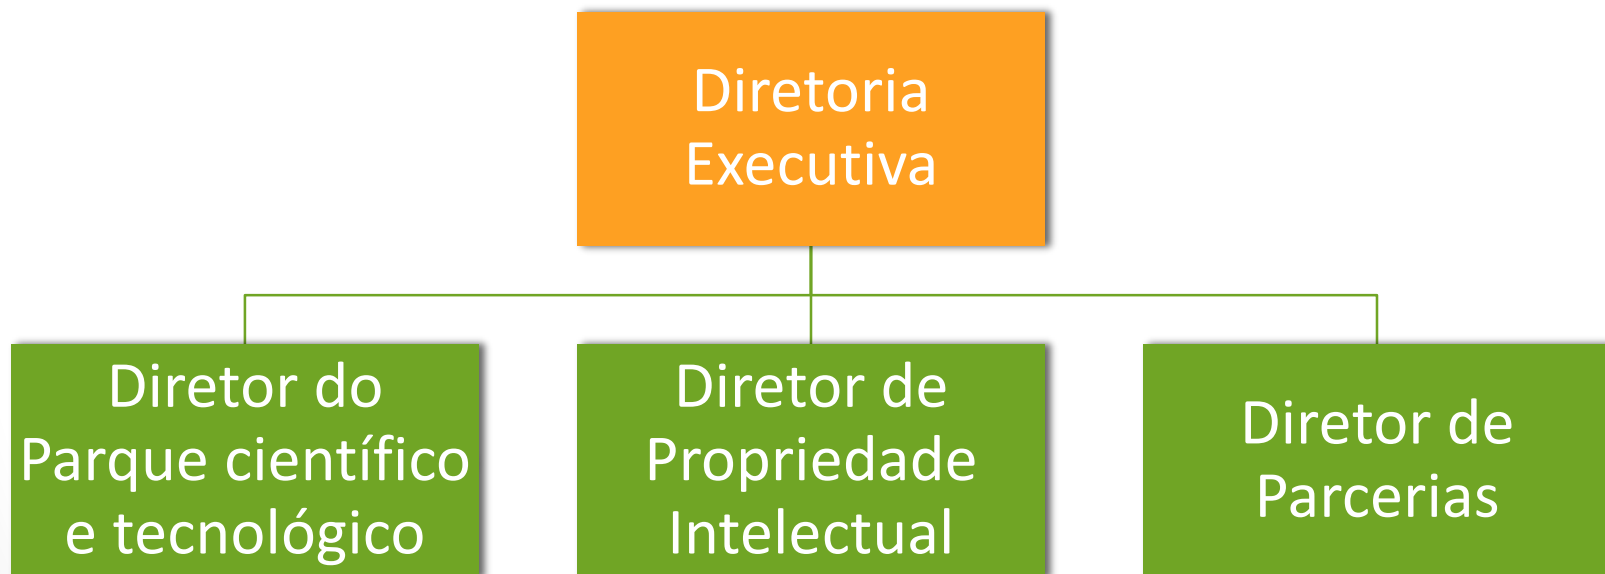 Diretoria
Executiva
Diretor do
Parque científico
e tecnológico
Diretor de
Propriedade
Intelectual
Diretor de
Parcerias